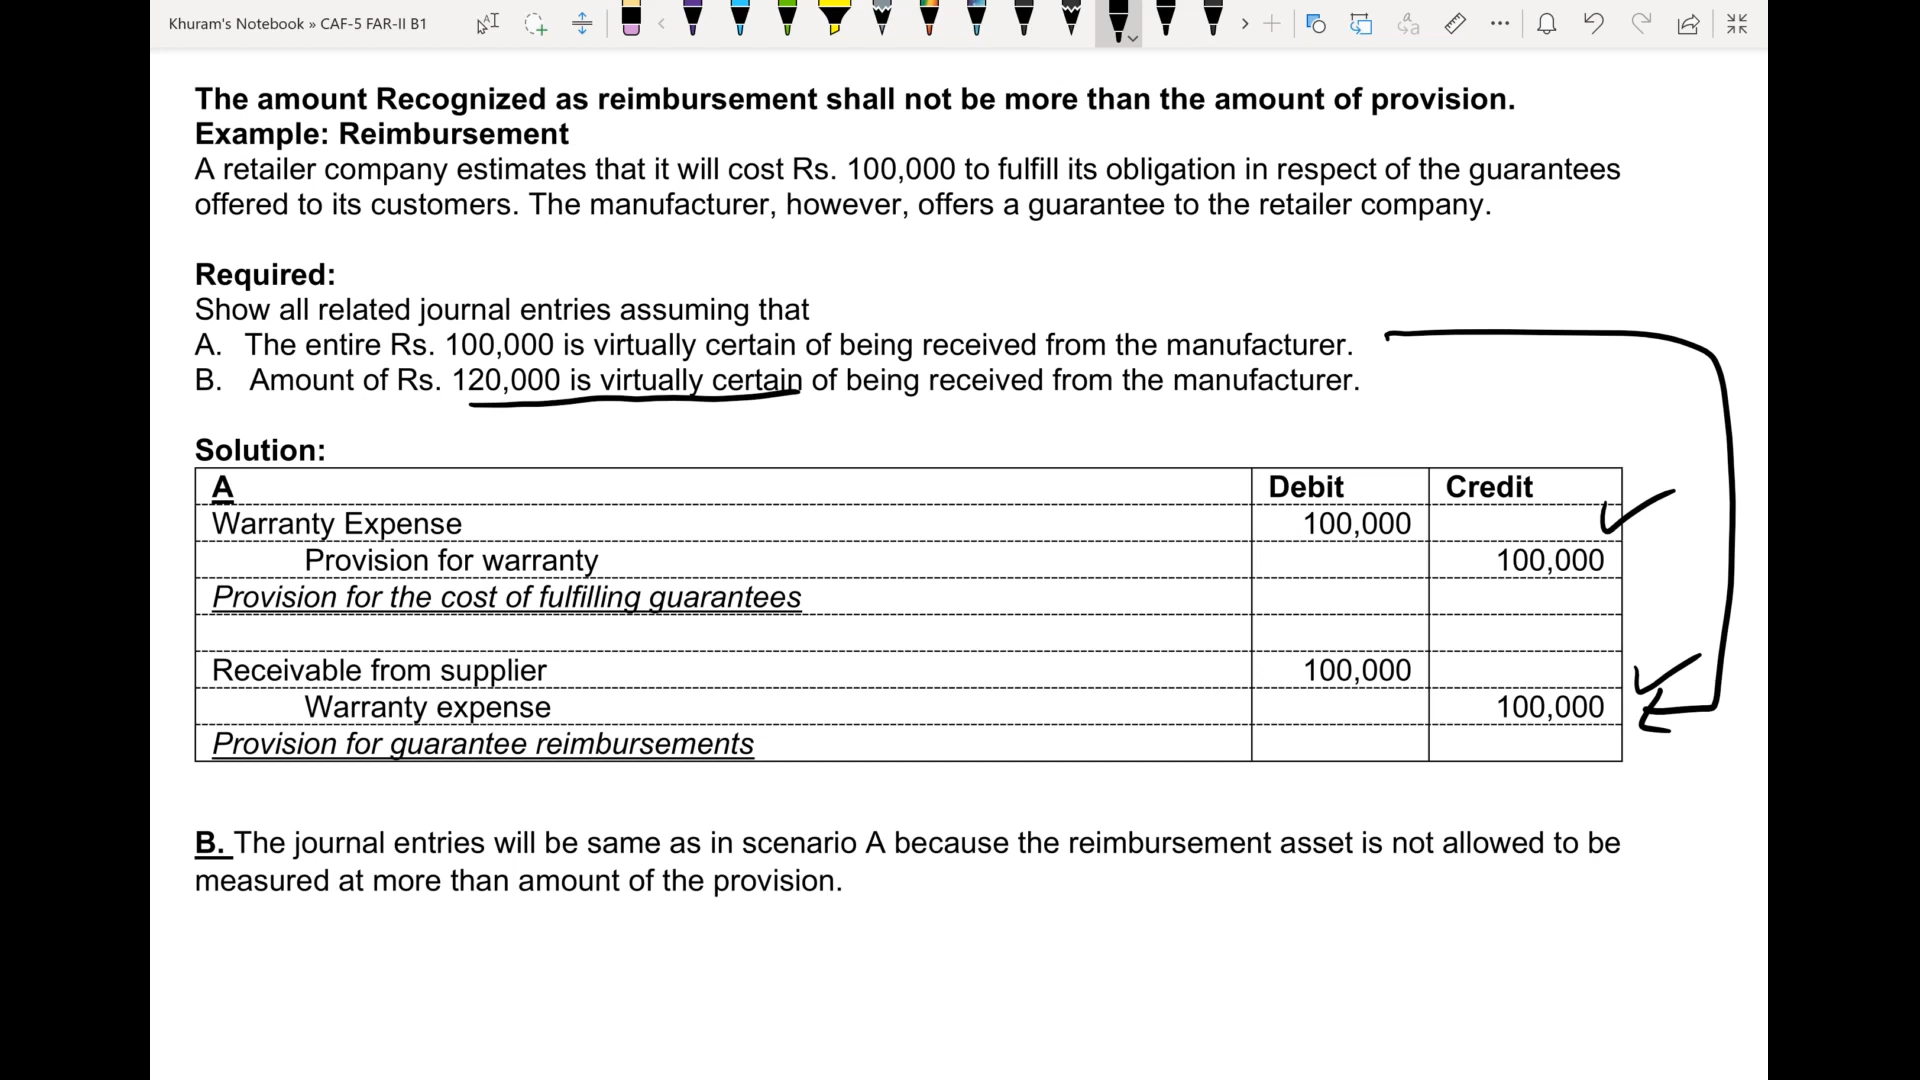 Khuram's Notebook » CAF-5 FAR-II B1
The amount Recognized as reimbursement shall not be more than the amount of provision.
Example: Reimbursement
A retailer company estimates that it will cost Rs. 100,000 to fulfill its obligation in respect of the guarantees
offered to its customers. The manufacturer, however, offers a guarantee to the retailer company.
Required:
Show all related journal entries assuming that
A. The entire Rs. 100,000 is virtually certain of being received from the manufacturer.
B. Amount of Rs. 120,000 is virtually certain of being received from the manufacturer.
Solution:
A Debit Credit
Warranty Expense 100,000
Provision for warranty 100,000
Provision for the cost of fulfilling guarantees
Receivable from supplier 100,000
Warranty expense 100,000
Provision for guarantee reimbursements
B. The journal entries will be same as in scenario A because the reimbursement asset is not allowed to be
measured at more than amount of the provision.